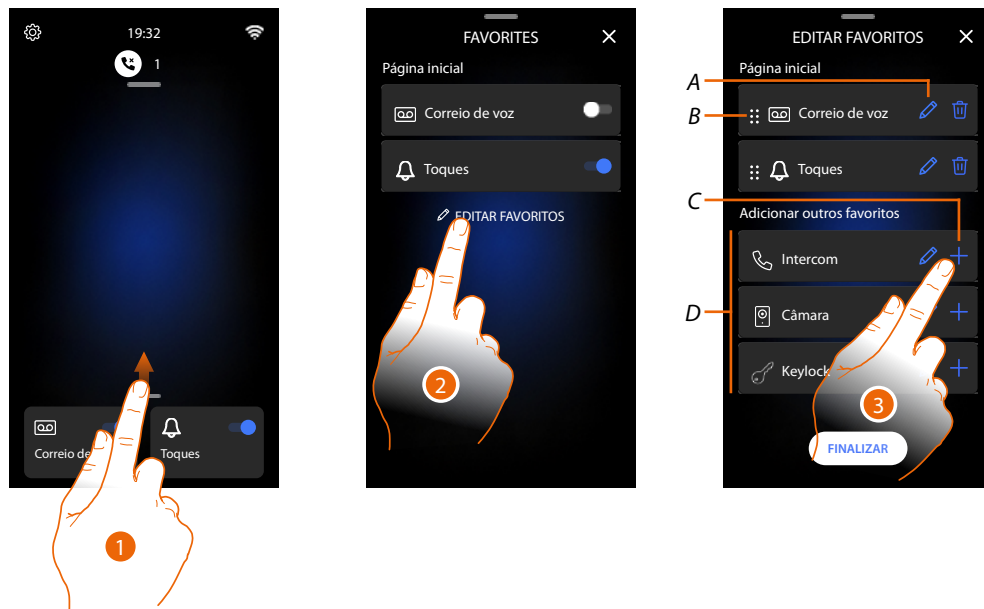 19:32
1
Correio de
Toques
1
FAVORITES
Página inicial
Correio de voz
Toques
EDITAR FAVORITOS
2
EDITAR FAVORITOS
Página inicial
A
B
Correio de voz
Toques
C
Adicionar outros favoritos
Intercom
D
Câmara
Keylock
3
FINALIZAR